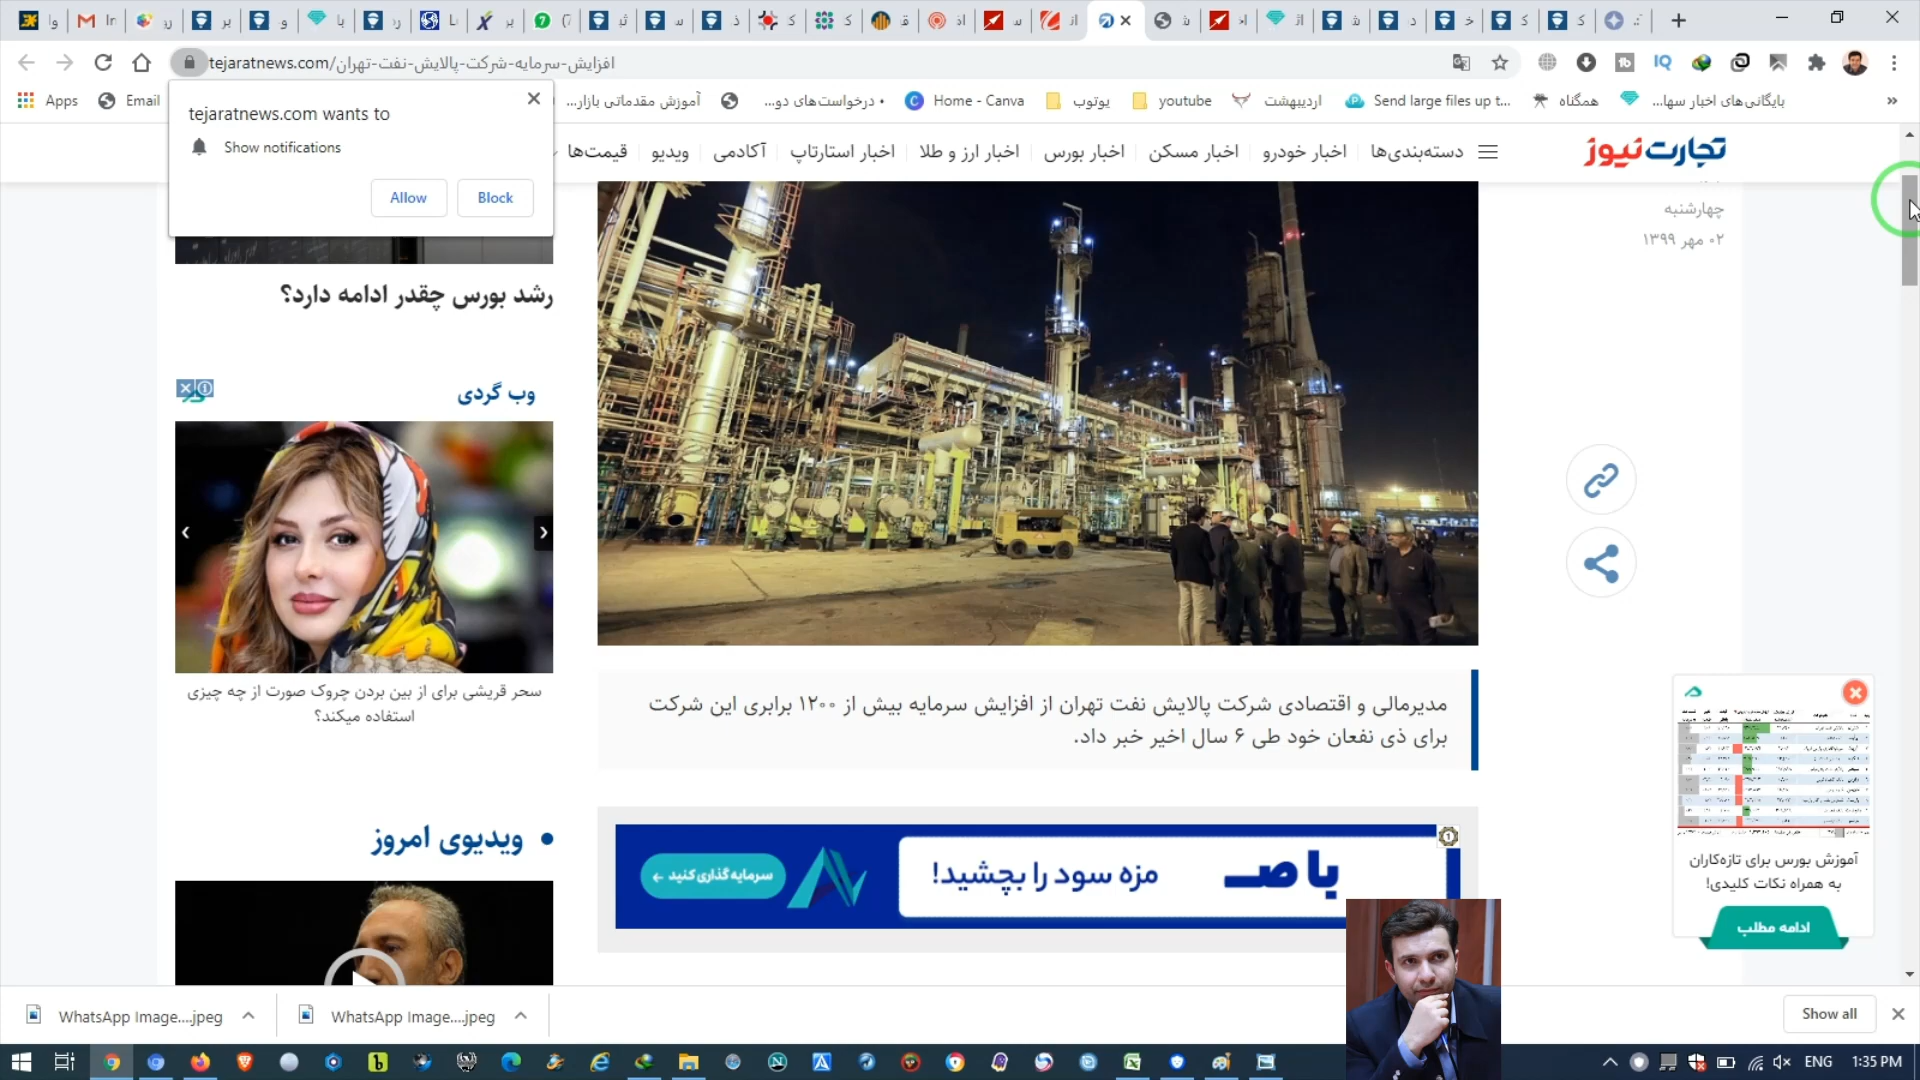 tejaratnews.com/افزایش-سرمایه-شرکت-پالایش-نفت-تهران
Apps
Email
آموزش مقدماتی بازار...
درخواست‌های دو...
Home - Canva
یوتوب
youtube
اردیبهشت
Send large files up t...
همگناه
بایگانی‌های اخبار سها...
»
tejaratnews.com wants to
Show notifications
Allow
Block
تجارت‌نیوز
دسته‌بندی‌ها
اخبار خودرو
اخبار مسکن
اخبار بورس
اخبار ارز و طلا
اخبار استارتاپ
آکادمی
ویدیو
قیمت‌ها
چهارشنبه
۰۲ مهر ۱۳۹۹
رشد بورس چقدر ادامه دارد؟
وب گردی
سحر قریشی برای از بین بردن چروک صورت از چه چیزی
استفاده میکند؟
ویدیوی امروز
مدیرمالی و اقتصادی شرکت پالایش نفت تهران از افزایش سرمایه بیش از ۱۲۰۰ برابری این شرکت
برای ذی نفعان خود طی ۶ سال اخیر خبر داد.
مزه سود را بچشید!
سرمایه گذاری کنید ←
آموزش بورس برای تازه‌کاران
به همراه نکات کلیدی!
ادامه مطلب
WhatsApp Image....jpeg
WhatsApp Image....jpeg
Show all
ENG
1:35 PM